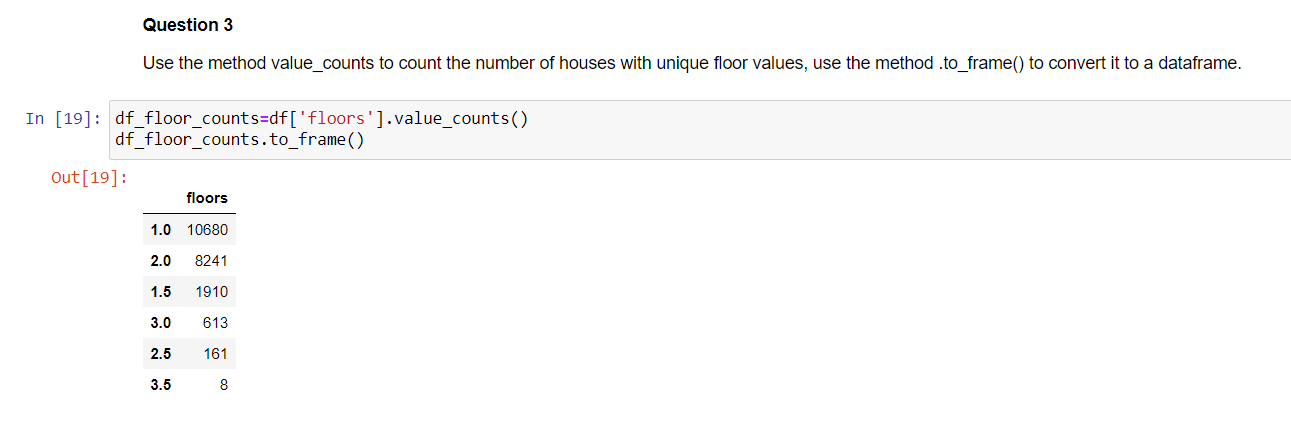 Question 3
Use the method value_counts to count the number of houses with unique floor values, use the method .to_frame() to convert it to a dataframe.
In [19]: df_floor_counts=df['floors'].value_counts()
df_floor_counts.to_frame()
Out[19]:
floors
1.0 10680
2.0 8241
1.5 1910
3.0 613
2.5 161
3.5 8